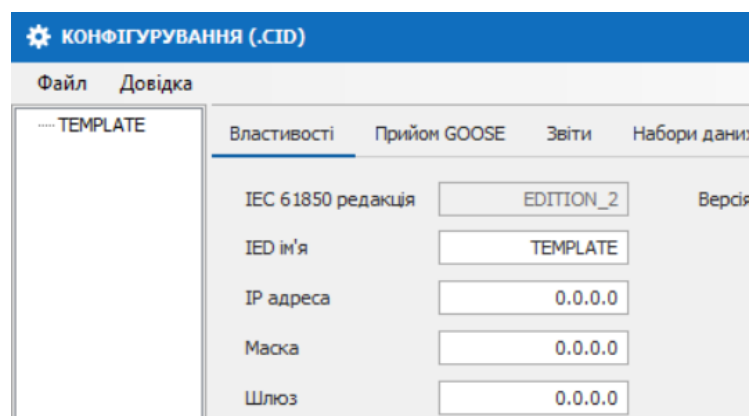 КОНФІГУРУВАННЯ (.CID)
Файл Довідка
TEMPLATE
Властивості Прийом GOOSE Звіти Набори даних
IEC 61850 редакція EDITION_2 Версія
IED ім'я TEMPLATE
IP адреса 0.0.0.0
Маска 0.0.0.0
Шлюз 0.0.0.0